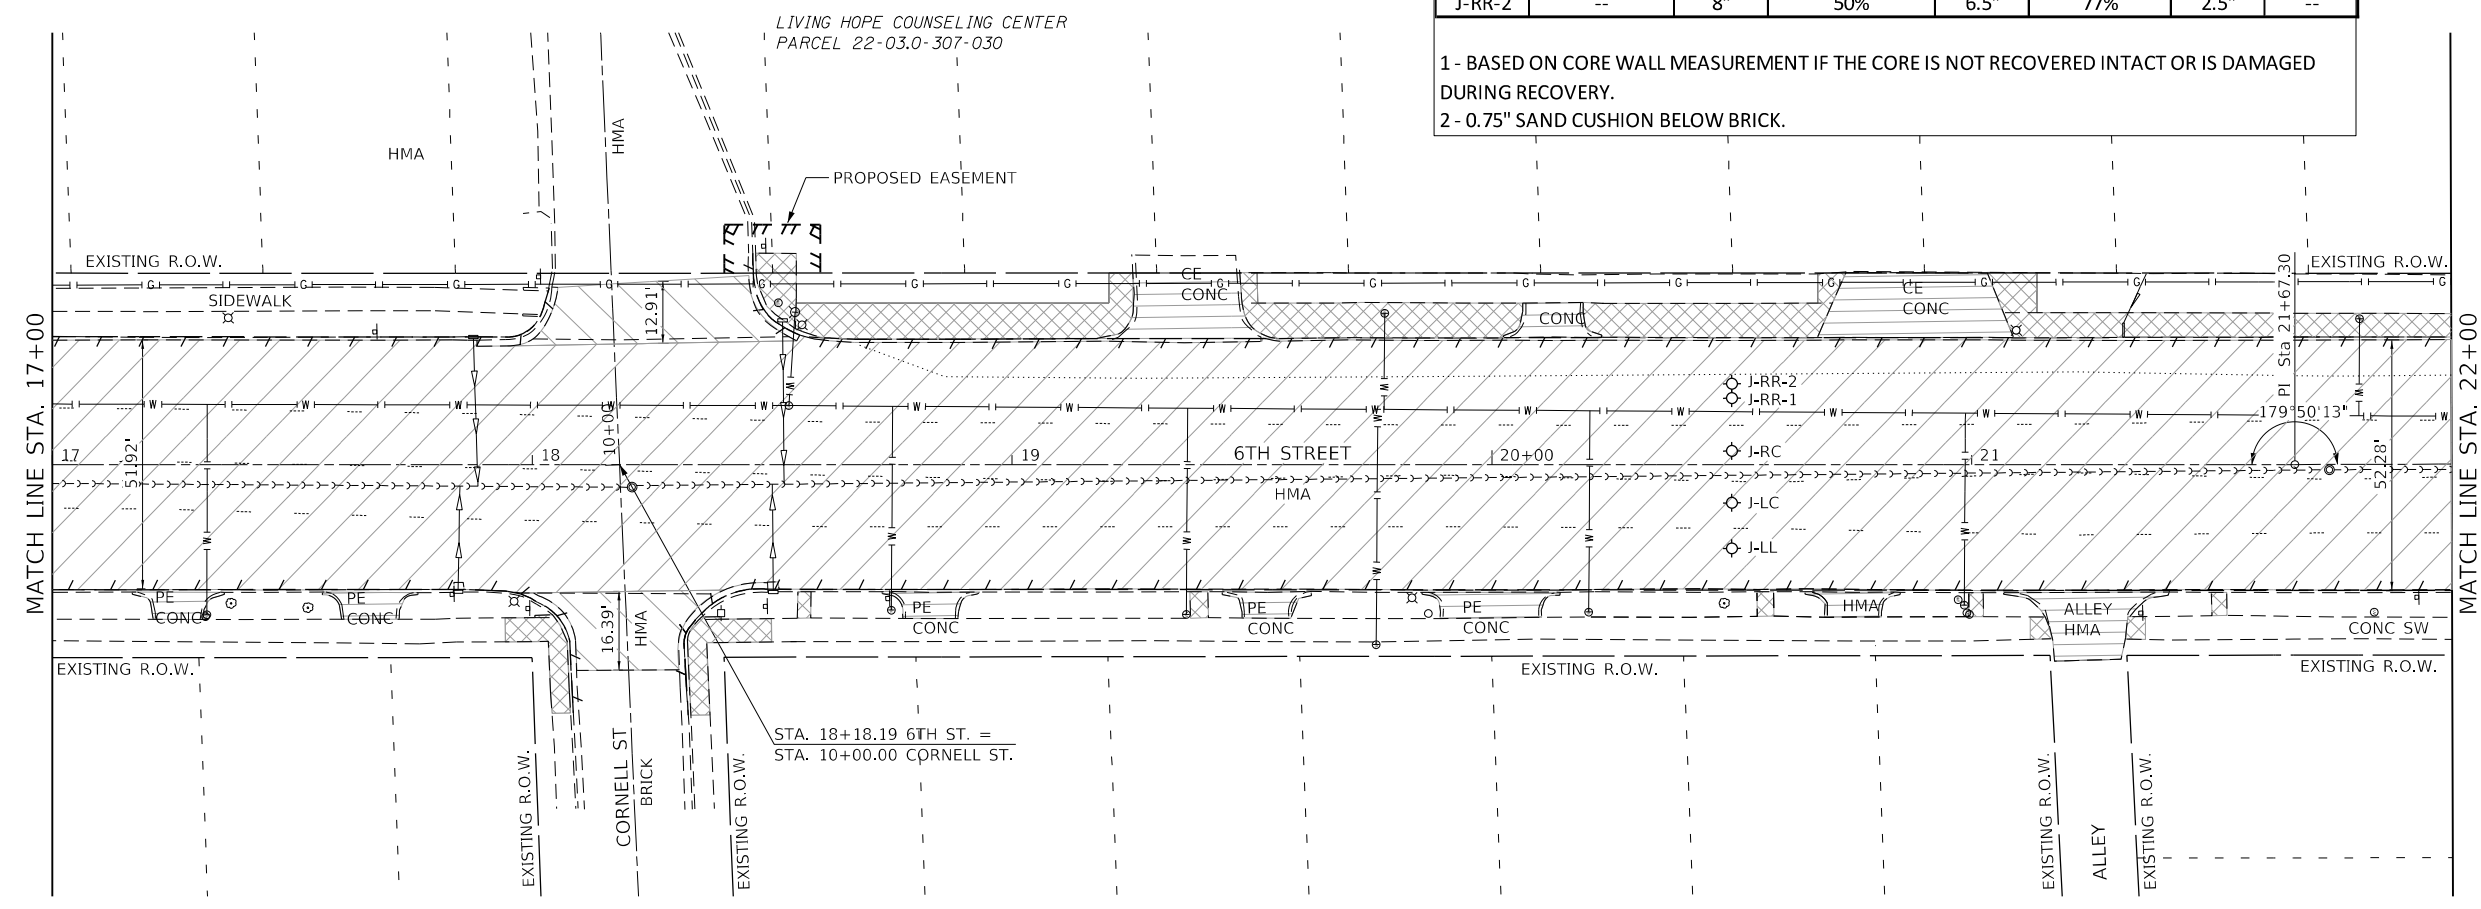 J-RR-2 -- 8" 50% 6.5" 77% 2.5" --
1 - BASED ON CORE WALL MEASUREMENT IF THE CORE IS NOT RECOVERED INTACT OR IS DAMAGED
DURING RECOVERY.
2 - 0.75" SAND CUSHION BELOW BRICK.
LIVING HOPE COUNSELING CENTER
PARCEL 22-03.0-307-030
HMA
HMA
PROPOSED EASEMENT
EXISTING R.O.W.
EXISTING R.O.W.
G G G G G G G G G G G G G G G G
SIDEWALK
12.91'
CE
CONC
CONC
CE
CONC
PI Sta 21+67.30
MATCH LINE STA. 17+00
MATCH LINE STA. 22+00
J-RR-2
J-RR-1
W W W W W W W W W W W W W W W W
W W W
179°50'13"
51.92'
52.28'
17
18
10+00
19
6TH STREET
20+00
21
J-RC
HMA
J-LC
J-LL
W W W W W W W
PE
CONC
PE
CONC
16.39'
HMA
PE
CONC
PE
CONC
PE
CONC
HMA
ALLEY
HMA
CONC SW
EXISTING R.O.W.
EXISTING R.O.W.
EXISTING R.O.W.
STA. 18+18.19 6TH ST. =
STA. 10+00.00 CORNELL ST.
EXISTING R.O.W.
CORNELL ST
BRICK
EXISTING R.O.W.
EXISTING R.O.W.
ALLEY
EXISTING R.O.W.